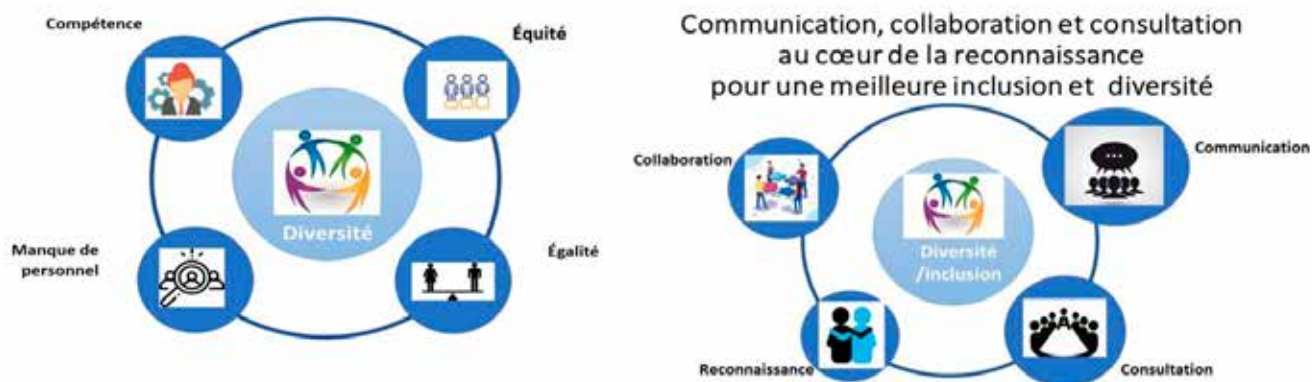 Compétence
Équité
Diversité
Manque de
personnel
Égalité
Communication, collaboration et consultation
au cœur de la reconnaissance
pour une meilleure inclusion et diversité
Collaboration
Communication
Diversité
/inclusion
Reconnaissance
Consultation